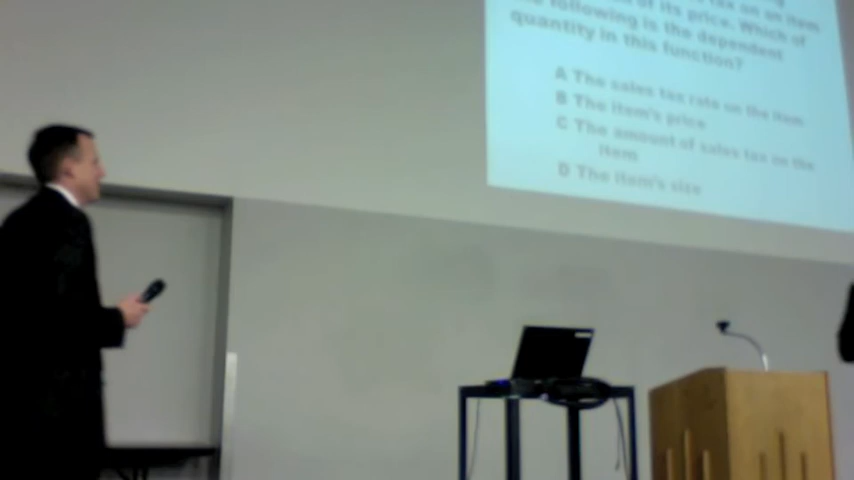 tax on an item
of its price. Which of
following is the dependent
quantity in this function?
A The sales tax rate on the item
B The item's price
C The amount of sales tax on the
item
D The item's size